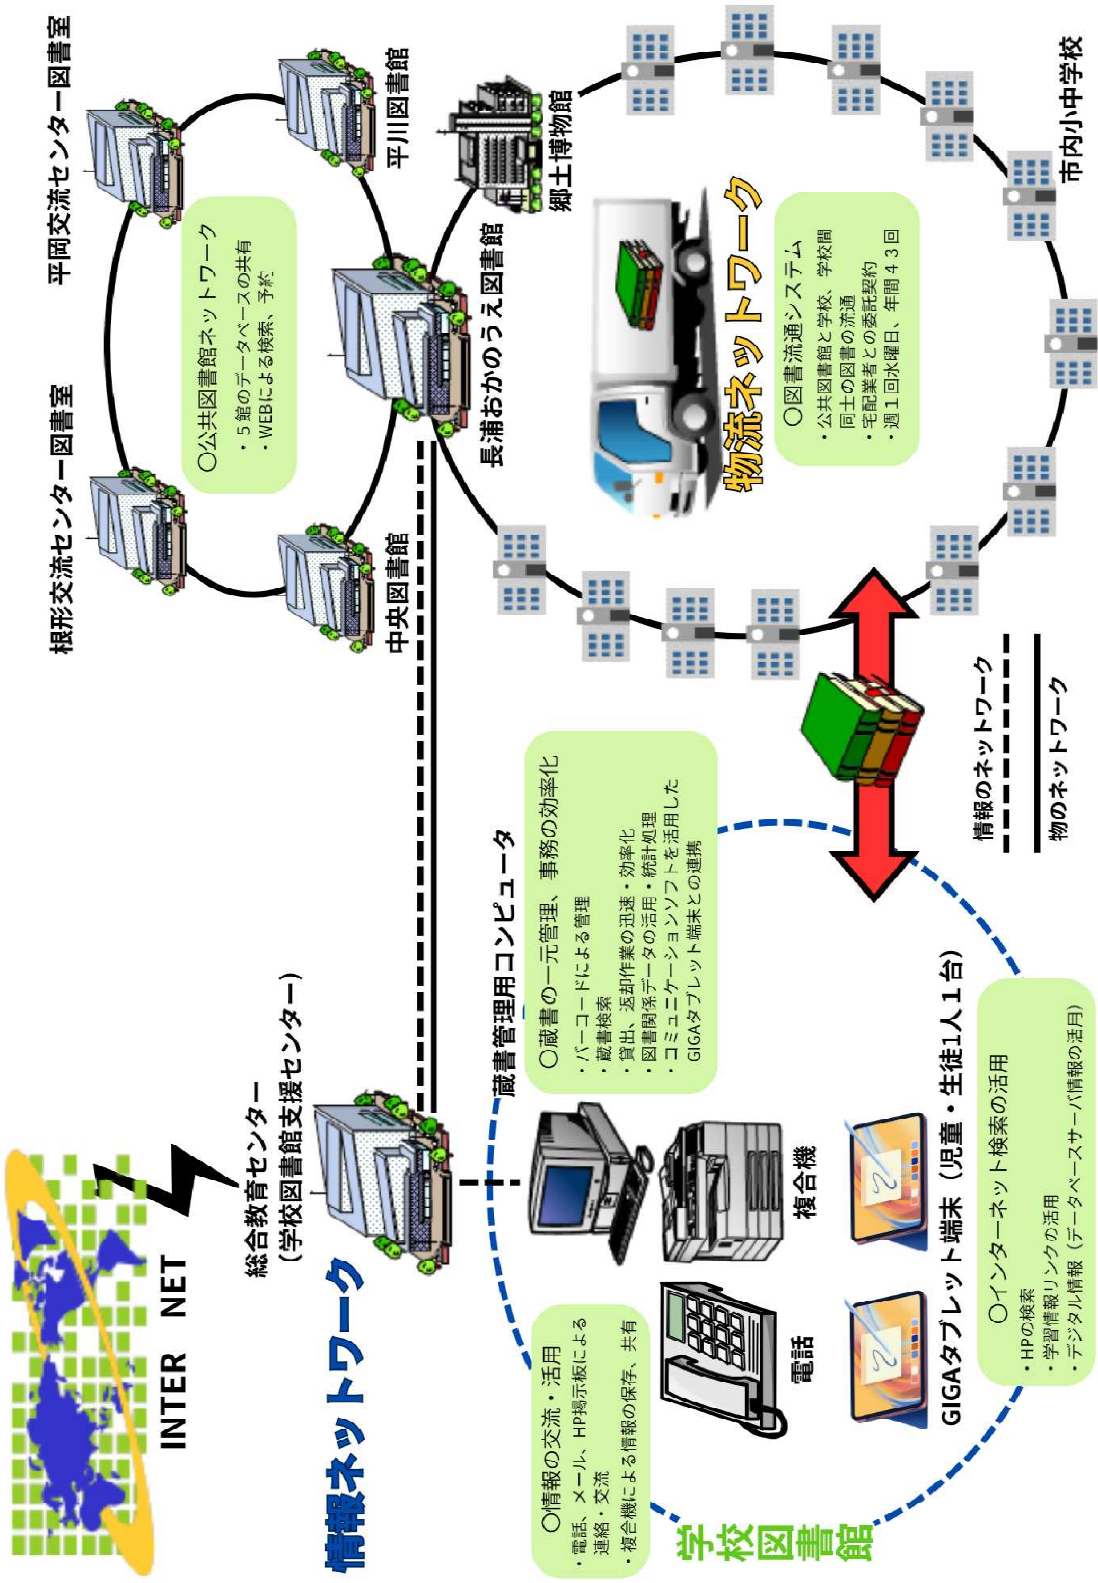 INTER NET
情報ネットワーク
総合教育センター
（学校図書館支援センター）
学校図書館
〇情報の交流・活用
・電話、メール、HP掲示板による
連絡・交流
・複合機による情報の保存、共有
電話
複合機
蔵書管理用コンピュータ
〇蔵書の一元管理、事務の効率化
・バーコードによる管理
・蔵書検索
・貸出、返却作業の迅速・効率化
・図書関係データの活用・統計処理
・コミュニケーションソフトを活用した
GIGAタブレット端末との連携
GIGAタブレット端末（児童・生徒1人1台）
〇インターネット検索の活用
・HPの検索
・学習情報リンクの活用
・デジタル情報（データベースサーバ情報の活用）
根形交流センター図書室
平岡交流センター図書室
中央図書館
平川図書館
〇公共図書館ネットワーク
・５館のデータベースの共有
・WEBによる検索、予約
長浦おかのうえ図書館
郷土博物館
物流ネットワーク
〇図書流通システム
・公共図書館と学校、学校間
同士の図書の流通
・宅配業者との委託契約
・週１回水曜日、年間４３回
市内小中学校
情報のネットワーク
物のネットワーク